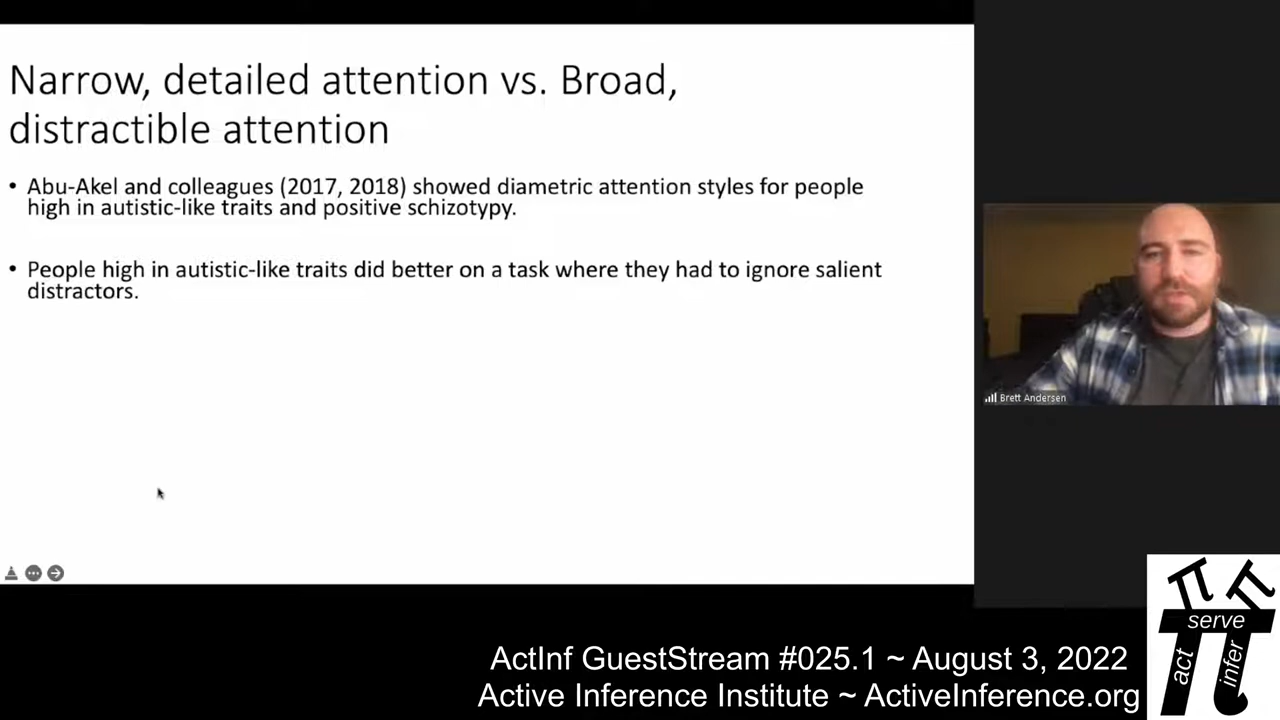 Narrow, detailed attention vs. Broad,
distractible attention
• Abu-Akel and colleagues (2017, 2018) showed diametric attention styles for people
high in autistic-like traits and positive schizotypy.
• People high in autistic-like traits did better on a task where they had to ignore salient
distractors.
Brett Andersen
serve
act
infer
ActInf GuestStream #025.1 ~ August 3, 2022
Active Inference Institute ~ ActiveInference.org